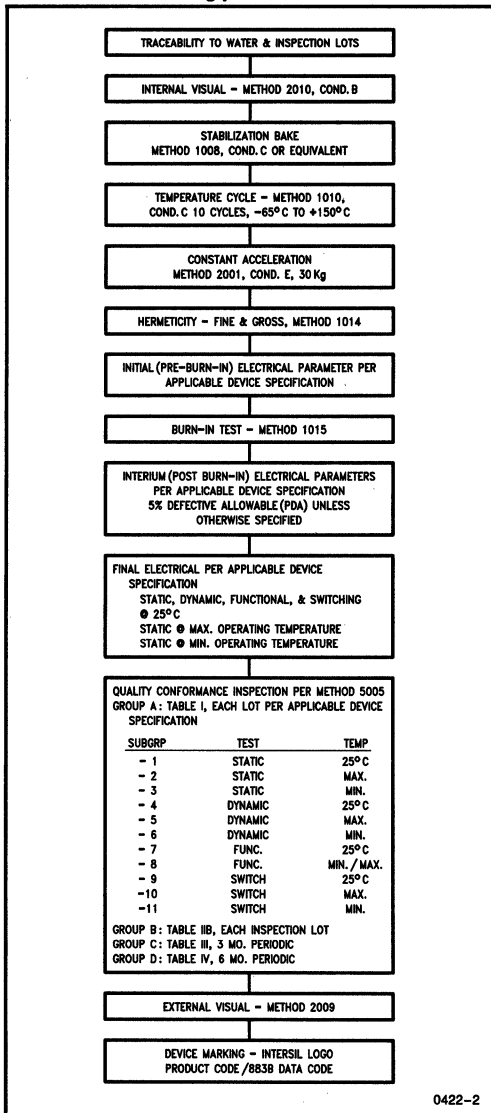 TRACEABILITY TO WATER & INSPECTION LOTS
INTERNAL VISUAL – METHOD 2010, COND. B
STABILIZATION BAKE
METHOD 1008, COND. C OR EQUIVALENT
TEMPERATURE CYCLE – METHOD 1010,
COND. C 10 CYCLES, –65°C TO +150°C
CONSTANT ACCELERATION
METHOD 2001, COND. E, 30 Kg
HERMETICITY – FINE & GROSS, METHOD 1014
INITIAL (PRE-BURN-IN) ELECTRICAL PARAMETER PER
APPLICABLE DEVICE SPECIFICATION
BURN-IN TEST – METHOD 1015
INTERIUM (POST BURN-IN) ELECTRICAL PARAMETERS
PER APPLICABLE DEVICE SPECIFICATION
5% DEFECTIVE ALLOWABLE (PDA) UNLESS
OTHERWISE SPECIFIED
FINAL ELECTRICAL PER APPLICABLE DEVICE
SPECIFICATION
STATIC, DYNAMIC, FUNCTIONAL, & SWITCHING
@ 25°C
STATIC @ MAX. OPERATING TEMPERATURE
STATIC @ MIN. OPERATING TEMPERATURE
QUALITY CONFORMANCE INSPECTION PER METHOD 5005
GROUP A: TABLE I, EACH LOT PER APPLICABLE DEVICE
SPECIFICATION
SUBGRP TEST TEMP
– 1 STATIC 25°C
– 2 STATIC MAX.
– 3 STATIC MIN.
– 4 DYNAMIC 25°C
– 5 DYNAMIC MAX.
– 6 DYNAMIC MIN.
– 7 FUNC. 25°C
– 8 FUNC. MIN./MAX.
– 9 SWITCH 25°C
–10 SWITCH MAX.
–11 SWITCH MIN.
GROUP B: TABLE IIB, EACH INSPECTION LOT
GROUP C: TABLE III, 3 MO. PERIODIC
GROUP D: TABLE IV, 6 MO. PERIODIC
EXTERNAL VISUAL – METHOD 2009
DEVICE MARKING – INTERSIL LOGO
PRODUCT CODE/883B DATA CODE
0422–2